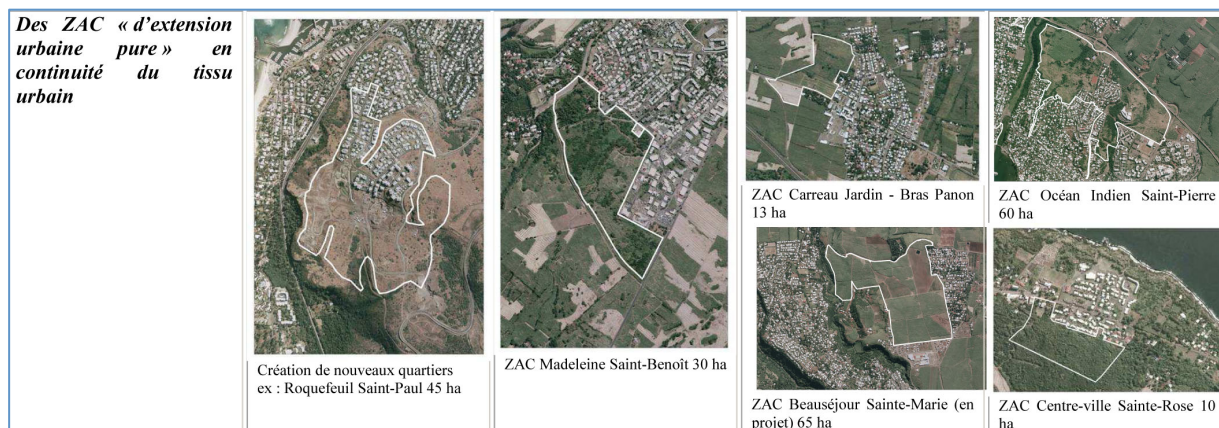 Des ZAC « d'extension
urbaine pure » en
continuité du tissu
urbain
Création de nouveaux quartiers
ex : Roquefeuil Saint-Paul 45 ha
ZAC Madeleine Saint-Benoît 30 ha
ZAC Carreau Jardin - Bras Panon
13 ha
ZAC Océan Indien Saint-Pierre
60 ha
ZAC Beauséjour Sainte-Marie (en
projet) 65 ha
ZAC Centre-ville Sainte-Rose 10
ha